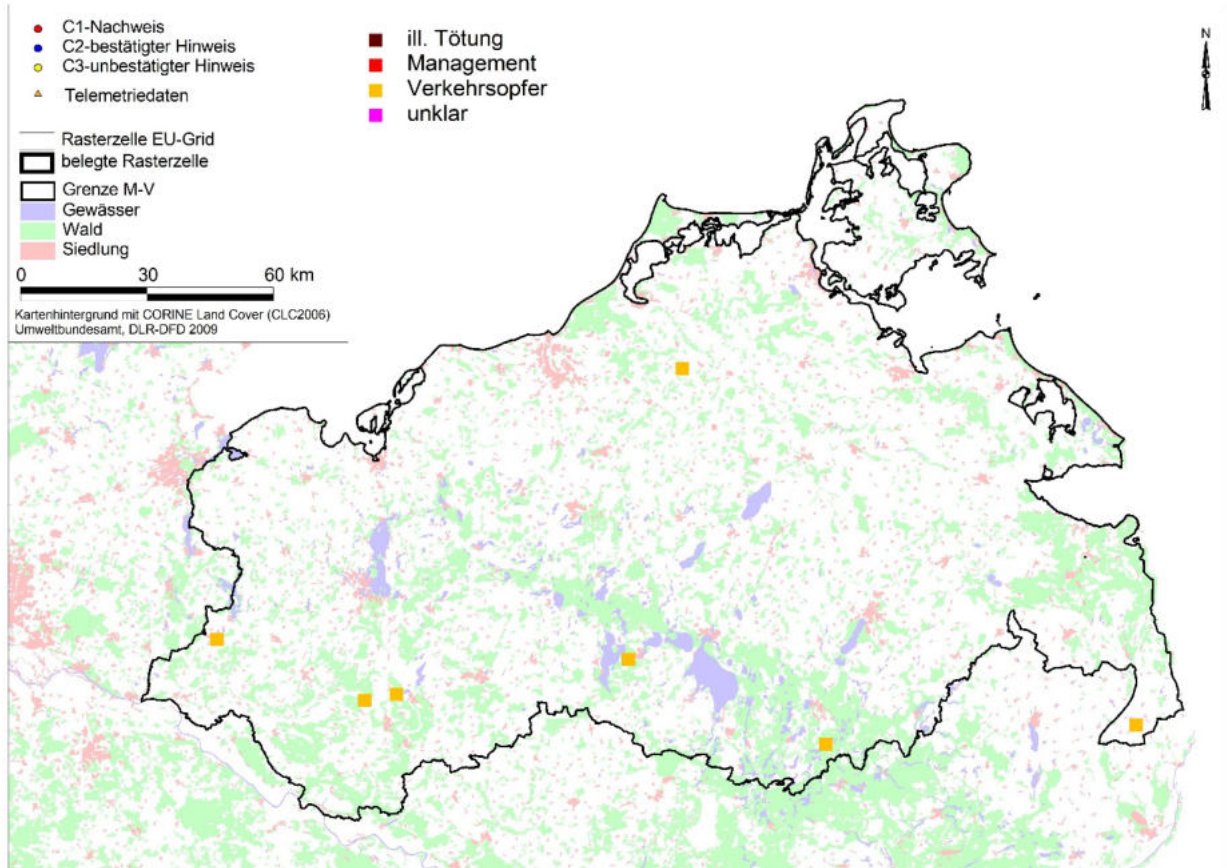 C1-Nachweis
C2-bestätigter Hinweis
C3-unbestätigter Hinweis
Telemetriedaten
Rasterzelle EU-Grid
belegte Rasterzelle
Grenze M-V
Gewässer
Wald
Siedlung
0 30 60 km
Kartenhintergrund mit CORINE Land Cover (CLC2006)
Umweltbundesamt, DLR-DFD 2009
ill. Tötung
Management
Verkehrsopfer
unklar
N